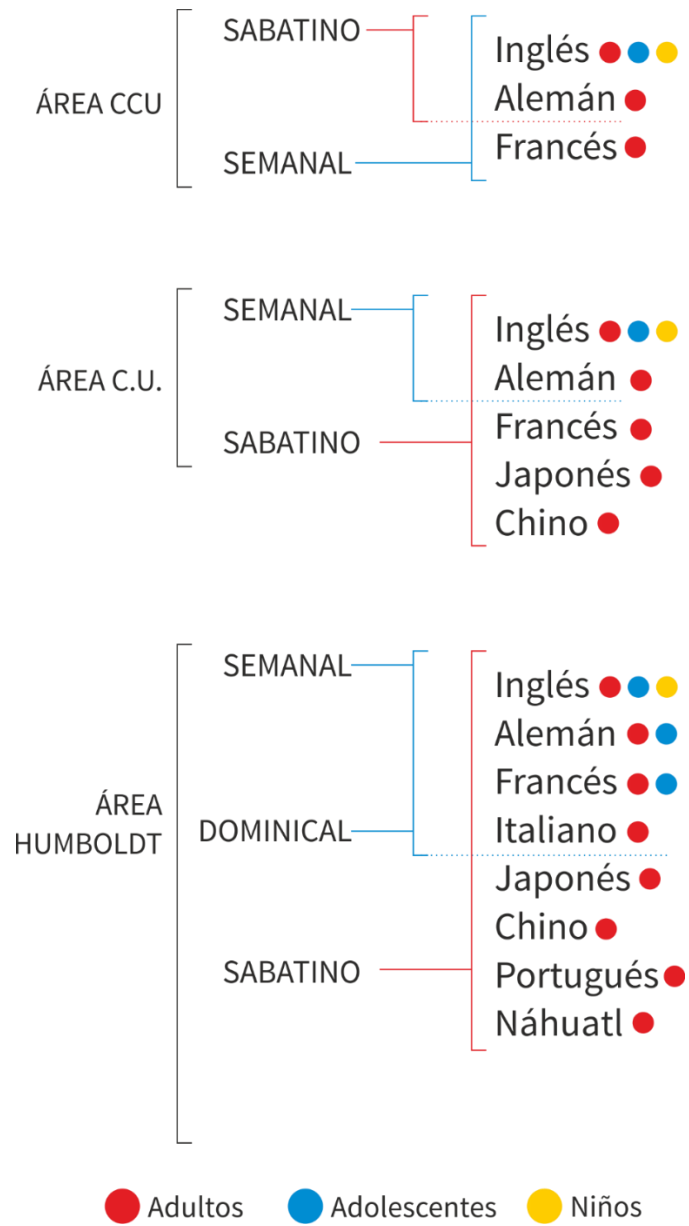 ÁREA CCU
SABATINO
SEMANAL
Inglés
Alemán
Francés
ÁREA C.U.
SEMANAL
SABATINO
Inglés
Alemán
Francés
Japonés
Chino
ÁREA
HUMBOLDT
SEMANAL
DOMINICAL
SABATINO
Inglés
Alemán
Francés
Italiano
Japonés
Chino
Portugués
Náhuatl
Adultos Adolescentes Niños